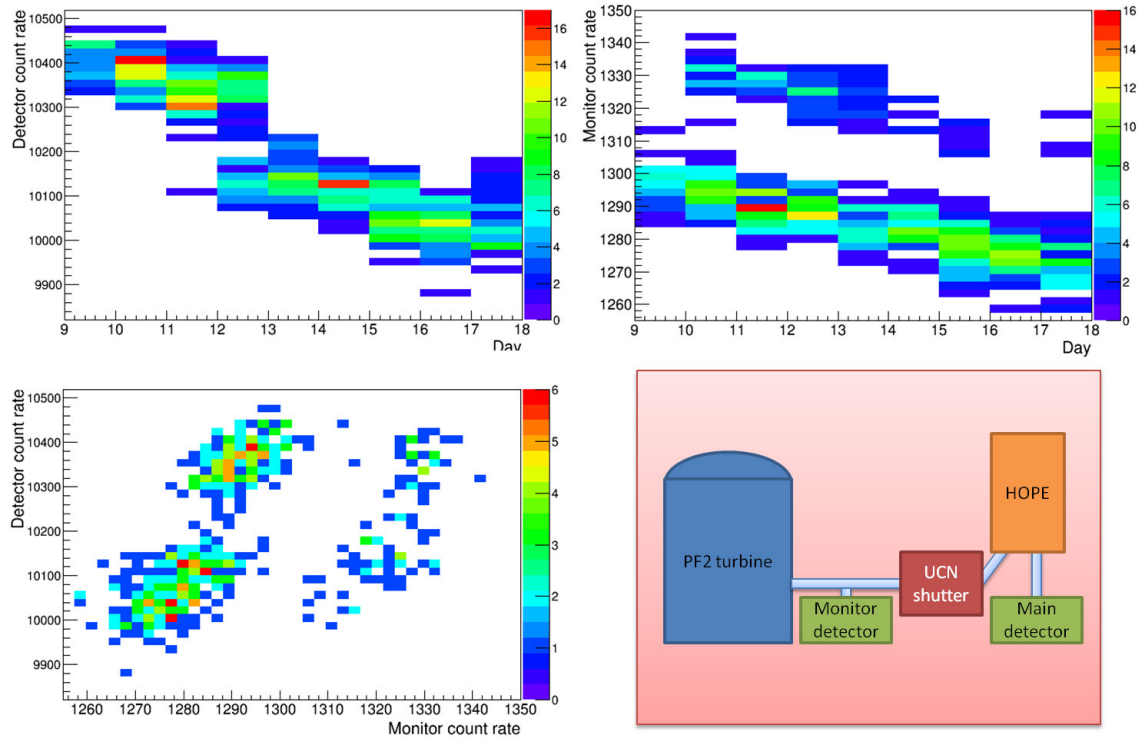 Detector count rate
10500
10400
10300
10200
10100
10000
9900
9 10 11 12 13 14 15 16 17 18
Day
16
14
12
10
8
6
4
2
0
Monitor count rate
1350
1340
1330
1320
1310
1300
1290
1280
1270
1260
9 10 11 12 13 14 15 16 17 18
Day
16
14
12
10
8
6
4
2
0
Detector count rate
10500
10400
10300
10200
10100
10000
9900
1260 1270 1280 1290 1300 1310 1320 1330 1340 1350
Monitor count rate
6
5
4
3
2
1
0
HOPE
PF2 turbine
UCN
shutter
Monitor
detector
Main
detector